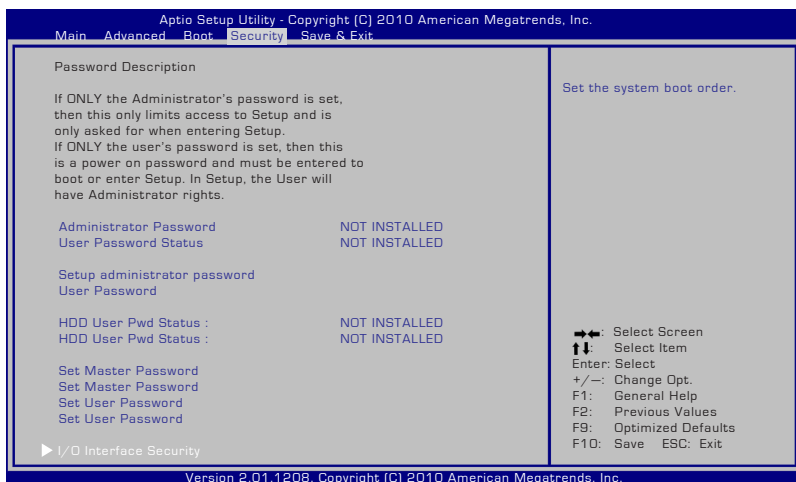 Aptio Setup Utility - Copyright (C) 2010 American Megatrends, Inc.
Main Advanced Boot Security Save & Exit
Password Description
If ONLY the Administrator's password is set,
then this only limits access to Setup and is
only asked for when entering Setup.
If ONLY the user's password is set, then this
is a power on password and must be entered to
boot or enter Setup. In Setup, the User will
have Administrator rights.
Administrator Password NOT INSTALLED
User Password Status NOT INSTALLED
Setup administrator password
User Password
HDD User Pwd Status : NOT INSTALLED
HDD User Pwd Status : NOT INSTALLED
Set Master Password
Set Master Password
Set User Password
Set User Password
I/O Interface Security
Set the system boot order.
→←: Select Screen
↑↓: Select Item
Enter: Select
+/—: Change Opt.
F1: General Help
F2: Previous Values
F9: Optimized Defaults
F10: Save ESC: Exit
Version 2.01.1208. Copyright (C) 2010 American Megatrends, Inc.